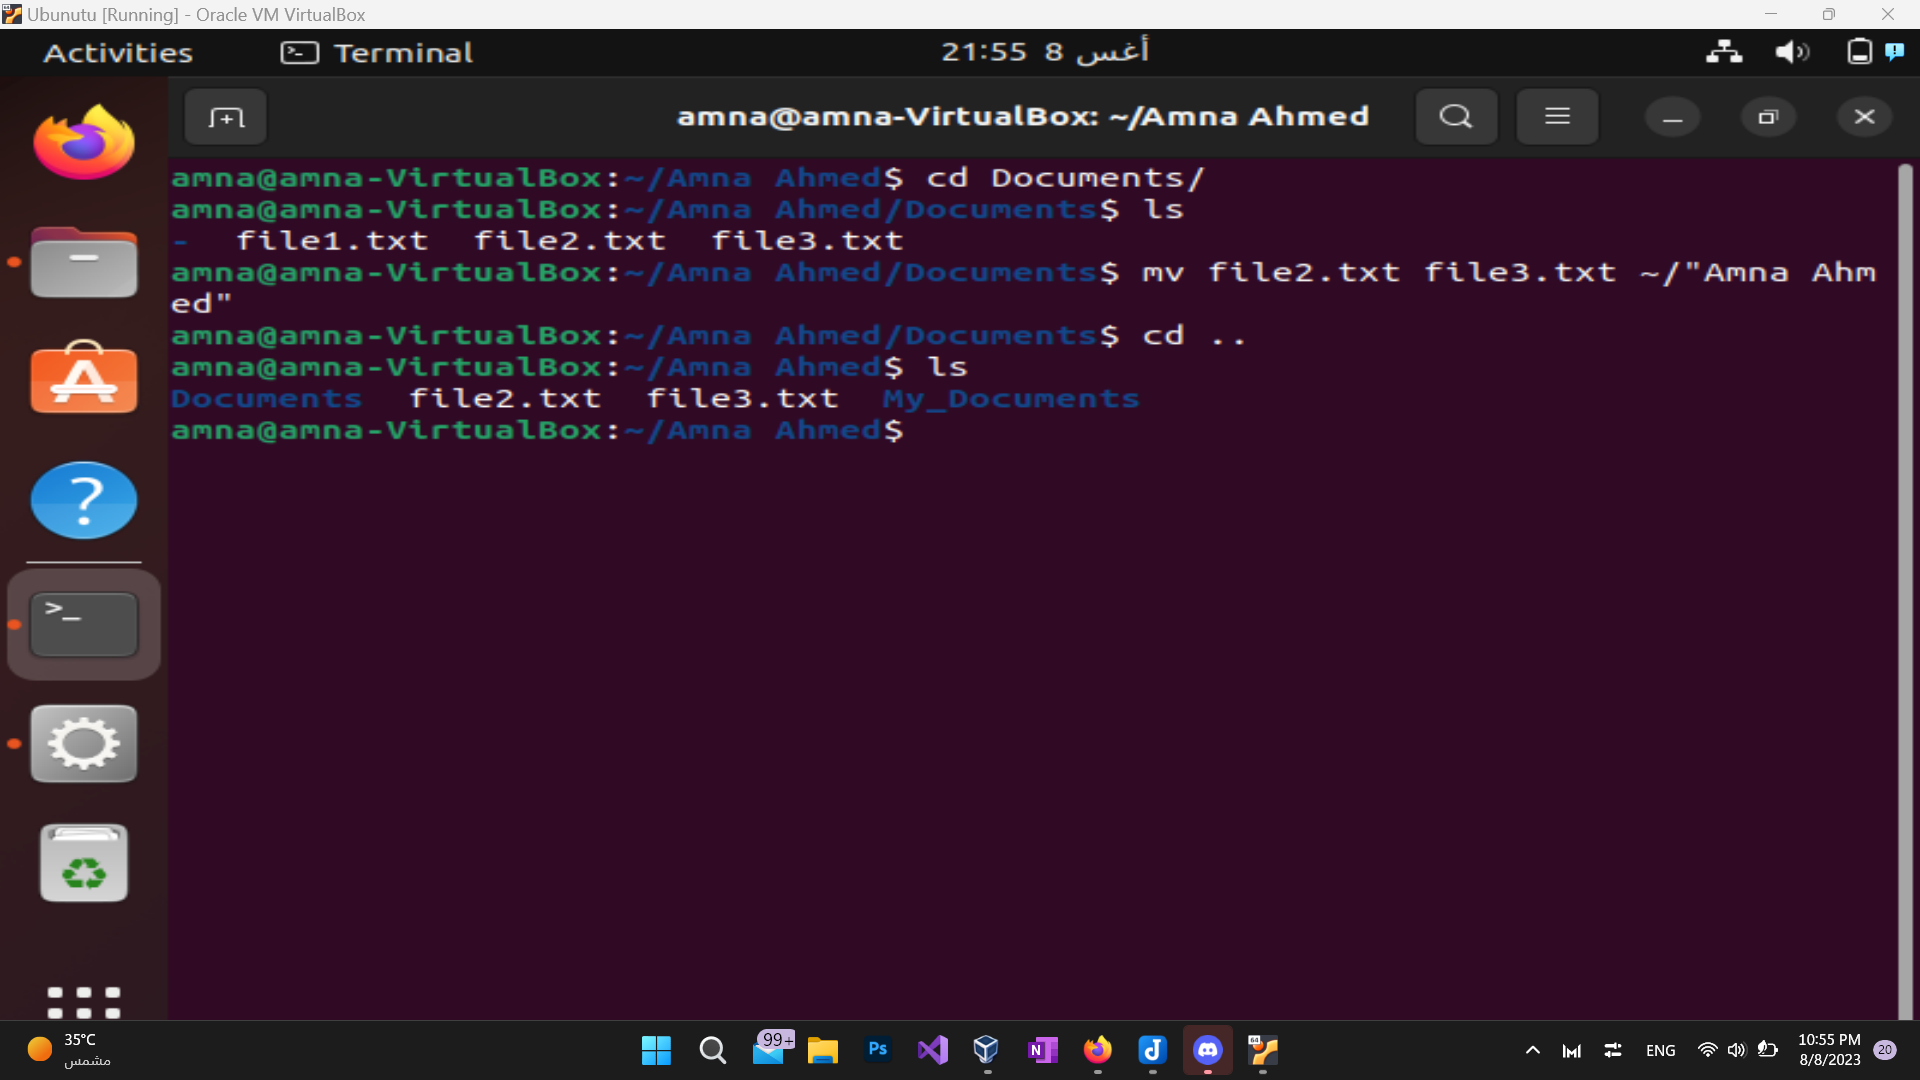 Ubunutu [Running] - Oracle VM VirtualBox
Activities
Terminal
21:55 8 أغس
amna@amna-VirtualBox: ~/Amna Ahmed
amna@amna-VirtualBox:~/Amna Ahmed$ cd Documents/
amna@amna-VirtualBox:~/Amna Ahmed/Documents$ ls
- file1.txt file2.txt file3.txt
amna@amna-VirtualBox:~/Amna Ahmed/Documents$ mv file2.txt file3.txt ~/"Amna Ahm
ed"
amna@amna-VirtualBox:~/Amna Ahmed/Documents$ cd ..
amna@amna-VirtualBox:~/Amna Ahmed$ ls
Documents file2.txt file3.txt My_Documents
amna@amna-VirtualBox:~/Amna Ahmed$
35°C
مشمس
99+
Ps
N
64
ENG
10:55 PM
8/8/2023
20